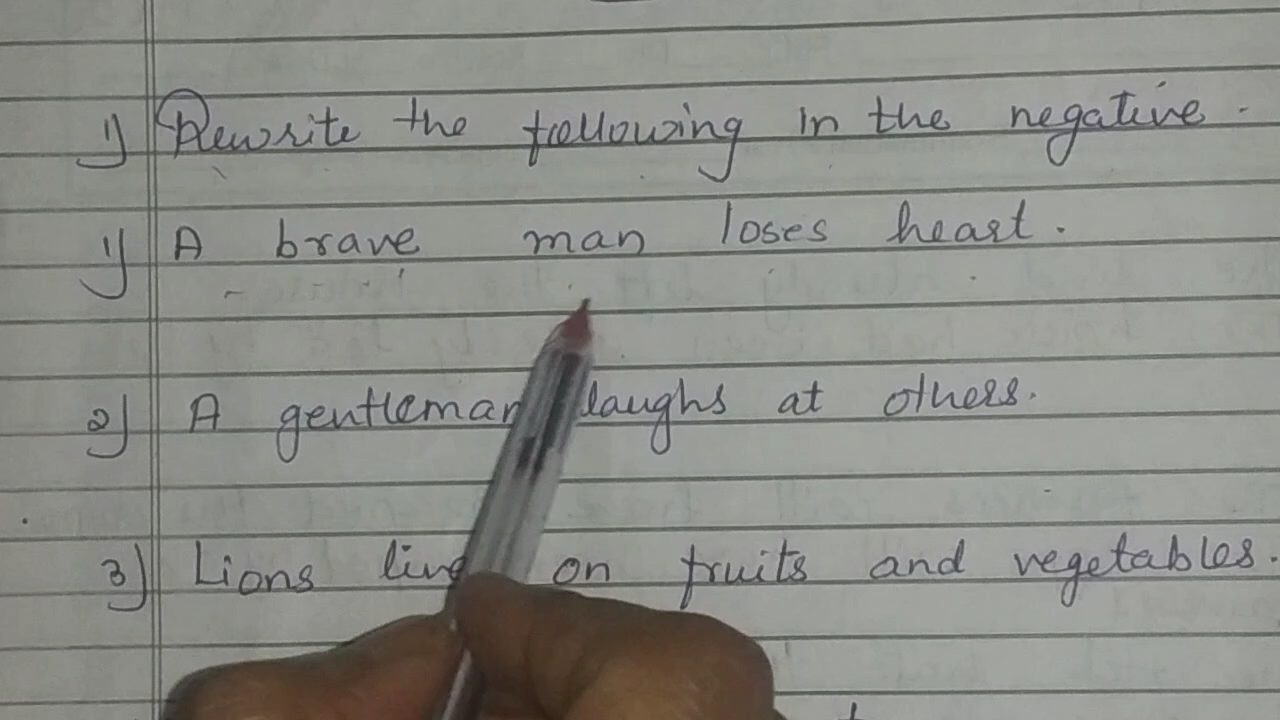 1) Rewrite the following in the negative.
1) A brave man loses heart.
2) A gentleman laughs at others.
3) Lions live on fruits and vegetables.